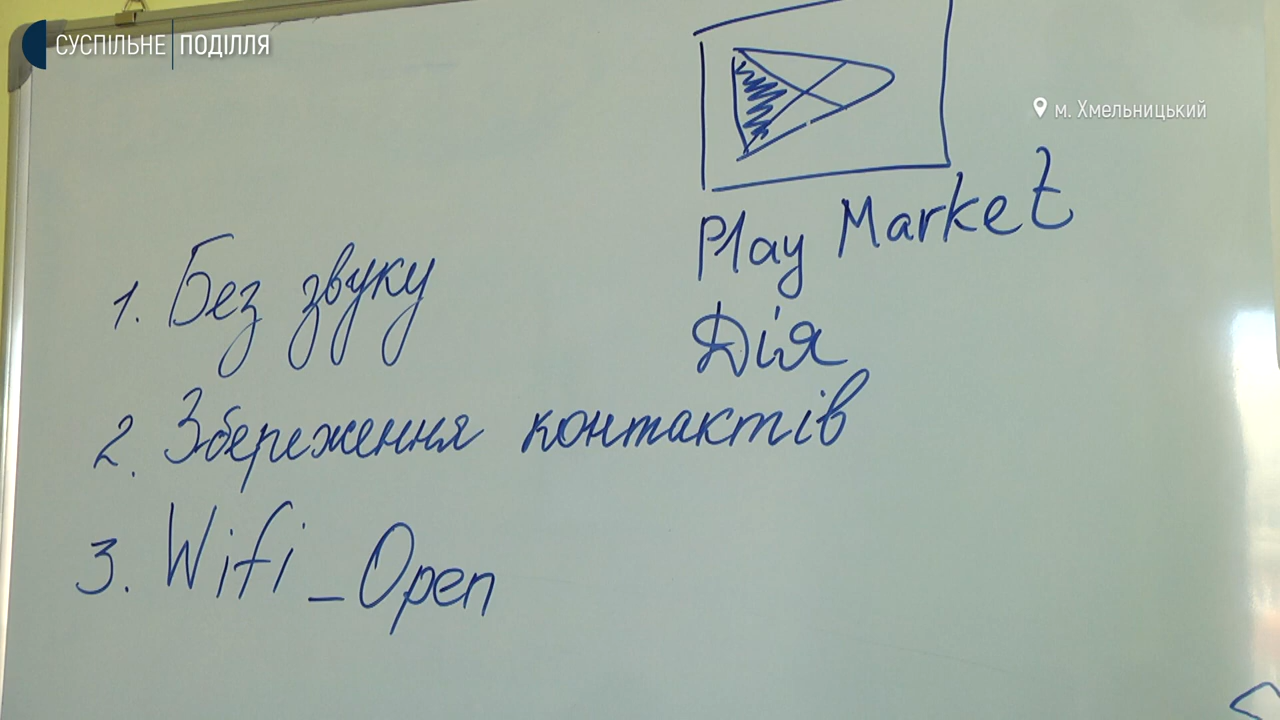 СУСПІЛЬНЕ ПОДІЛЛЯ
м. Хмельницький
Play Market
Дія
1. Без звуку
2. Збереження контактів
3. Wifi_Open